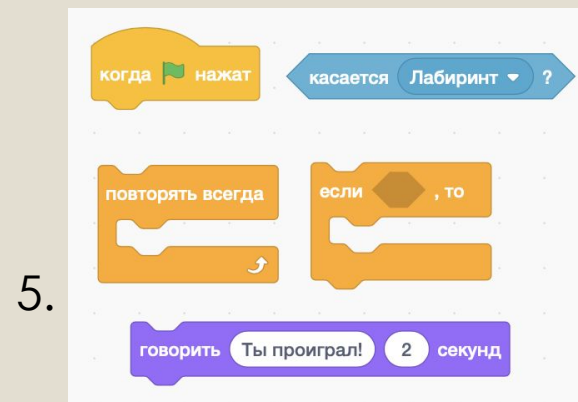 когда нажат
касается Лабиринт ?
повторять всегда
если , то
5.
говорить Ты проиграл! 2 секунд